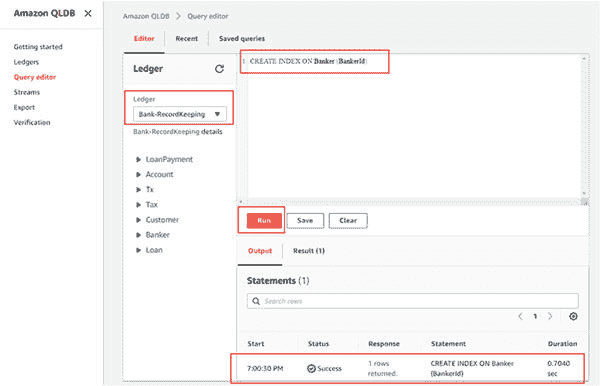 Amazon QLDB
Getting started
Ledgers
Query editor
Streams
Export
Verification
Amazon QLDB > Query editor
Editor
Recent
Saved queries
Ledger
Ledger
Bank-RecordKeeping
Bank-RecordKeeping details
LoanPayment
Account
Tx
Tax
Customer
Banker
Loan
1 CREATE INDEX ON Banker (BankerId)
Run
Save
Clear
Output
Result (1)
Statements (1)
Search rows
1
Start
Status
Response
Statement
Duration
7:00:30 PM
Success
1 rows
returned.
CREATE INDEX ON Banker
(BankerId)
0.7040
sec